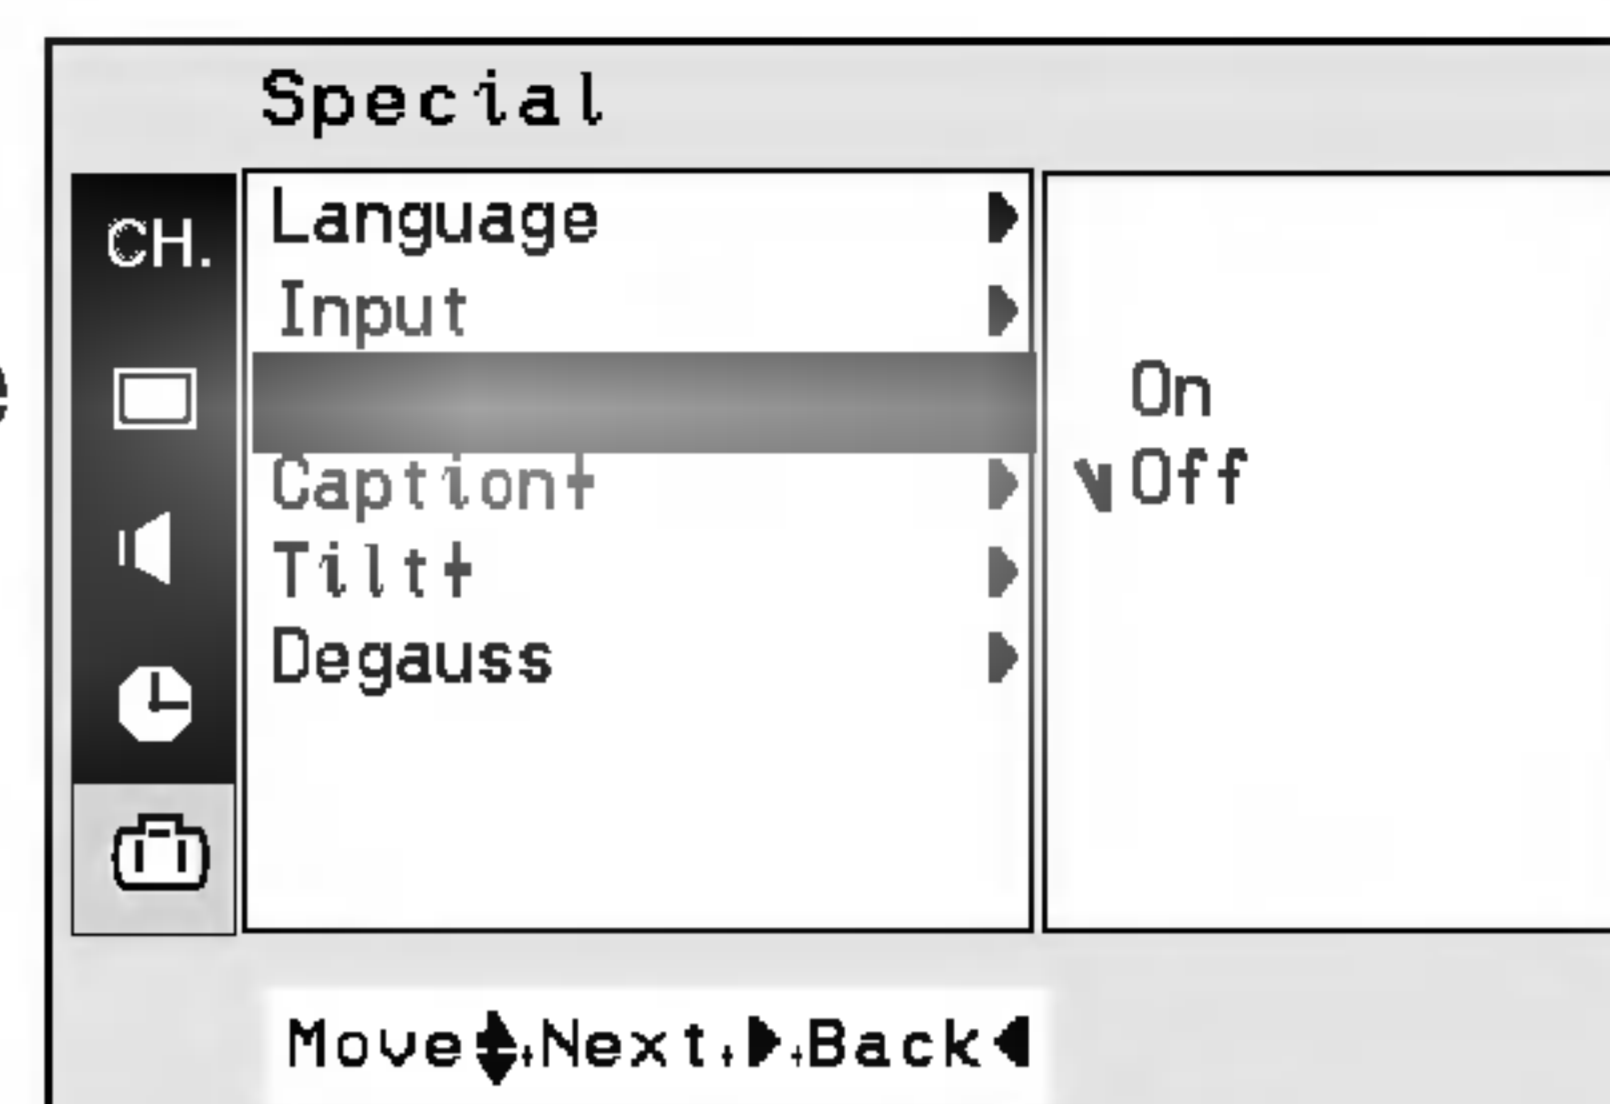 Special
CH.
Language
Input
On
Caption
Off
Tilt
Degauss
Move Next Back